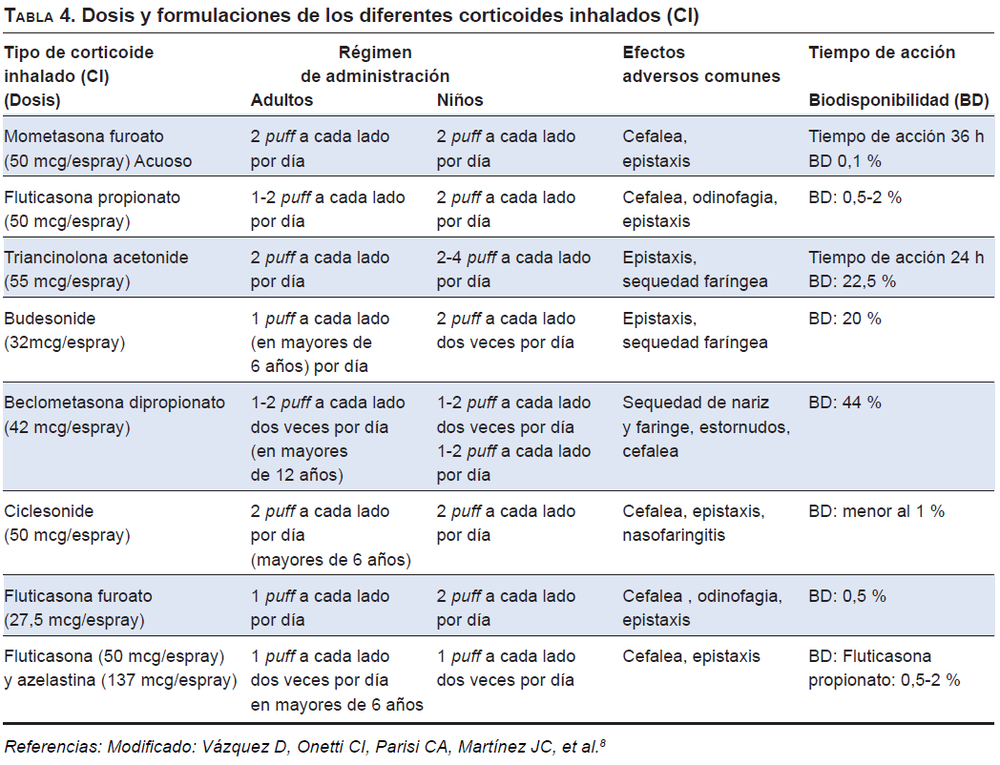 TABLA 4. Dosis y formulaciones de los diferentes corticoides inhalados (CI)
Tipo de corticoide Régimen Efectos Tiempo de acción
inhalado (CI) de administración adversos comunes
(Dosis) Adultos Niños Biodisponibilidad (BD)
Mometasona furoato 2 puff a cada lado 2 puff a cada lado Cefalea, Tiempo de acción 36 h
(50 mcg/espray) Acuoso por día por día epistaxis BD 0,1 %
Fluticasona propionato 1-2 puff a cada lado 2 puff a cada lado Cefalea, odinofagia, BD: 0,5-2 %
(50 mcg/espray) por día por día epistaxis
Triancinolona acetonide 2 puff a cada lado 2-4 puff a cada lado Epistaxis, Tiempo de acción 24 h
(55 mcg/espray) por día por día sequedad faríngea BD: 22,5 %
Budesonide 1 puff a cada lado 2 puff a cada lado Epistaxis, BD: 20 %
(32mcg/espray) (en mayores de dos veces por día sequedad faríngea
6 años) por día
Beclometasona dipropionato 1-2 puff a cada lado 1-2 puff a cada lado Sequedad de nariz BD: 44 %
(42 mcg/espray) dos veces por día dos veces por día y faringe, estornudos,
(en mayores 1-2 puff a cada lado cefalea
de 12 años) por día
Ciclesonide 2 puff a cada lado 2 puff a cada lado Cefalea, epistaxis, BD: menor al 1 %
(50 mcg/espray) por día por día nasofaringitis
(mayores de 6 años)
Fluticasona furoato 1 puff a cada lado 2 puff a cada lado Cefalea , odinofagia, BD: 0,5 %
(27,5 mcg/espray) por día por día epistaxis
Fluticasona (50 mcg/espray) 1 puff a cada lado 1 puff a cada lado Cefalea, epistaxis BD: Fluticasona
y azelastina (137 mcg/espray) dos veces por día dos veces por día propionato: 0,5-2 %
en mayores de 6 años
Referencias: Modificado: Vázquez D, Onetti CI, Parisi CA, Martínez JC, et al.⁸